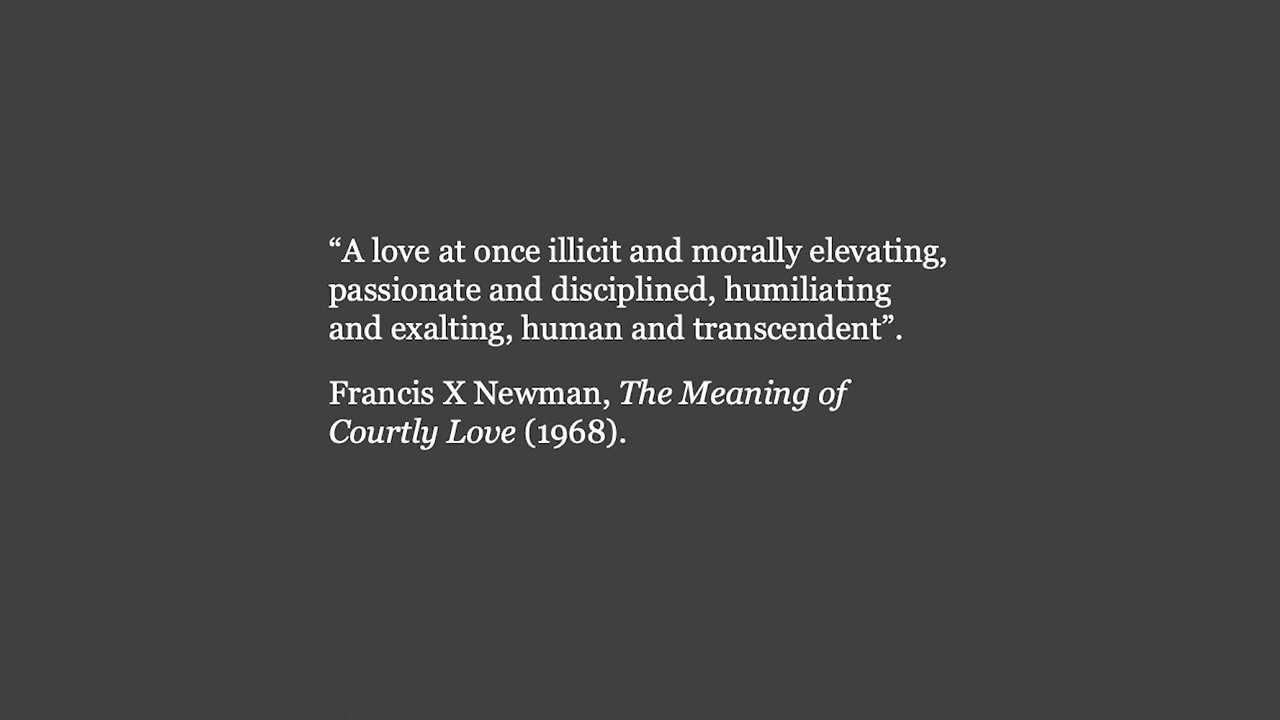 “A love at once illicit and morally elevating,
passionate and disciplined, humiliating
and exalting, human and transcendent”.
Francis X Newman, The Meaning of
Courtly Love (1968).